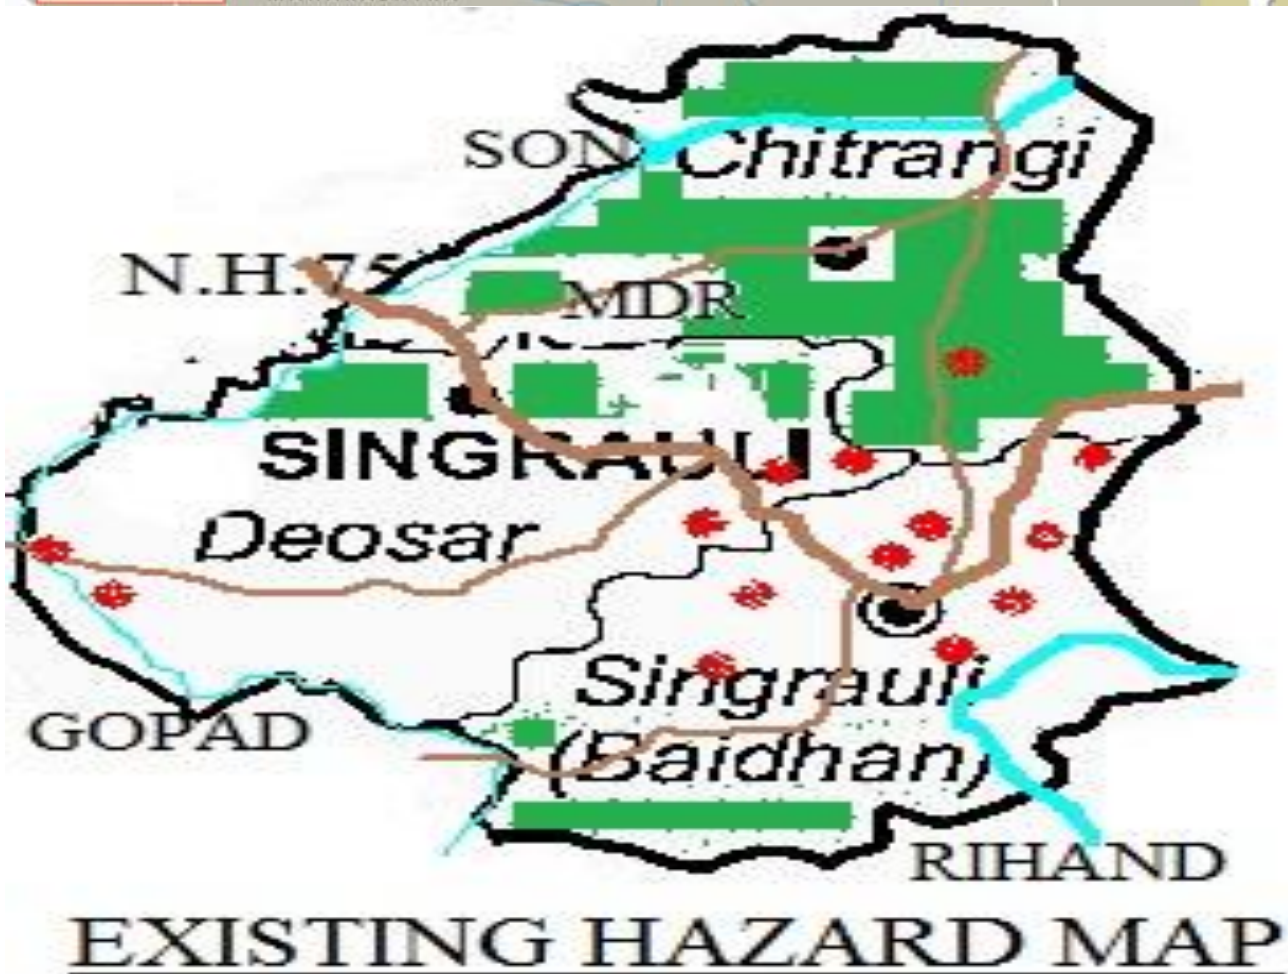 Chitrangi
SON
N.H. 75
MDR
SINGRAULI
Deosar
Singrauli
(Baidhan)
GOPAD
RIHAND
EXISTING HAZARD MAP